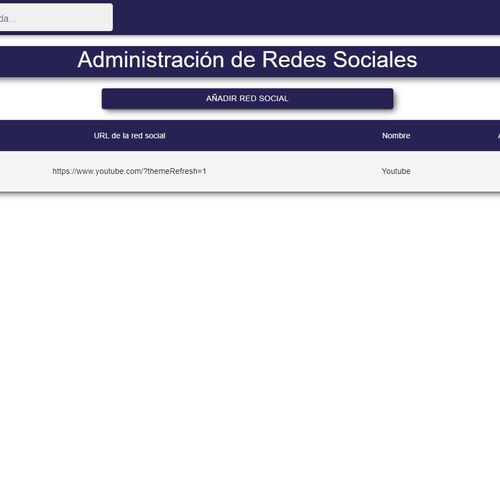 da...
Administración de Redes Sociales
AÑADIR RED SOCIAL
URL de la red social Nombre
https://www.youtube.com/?themeRefresh=1 Youtube